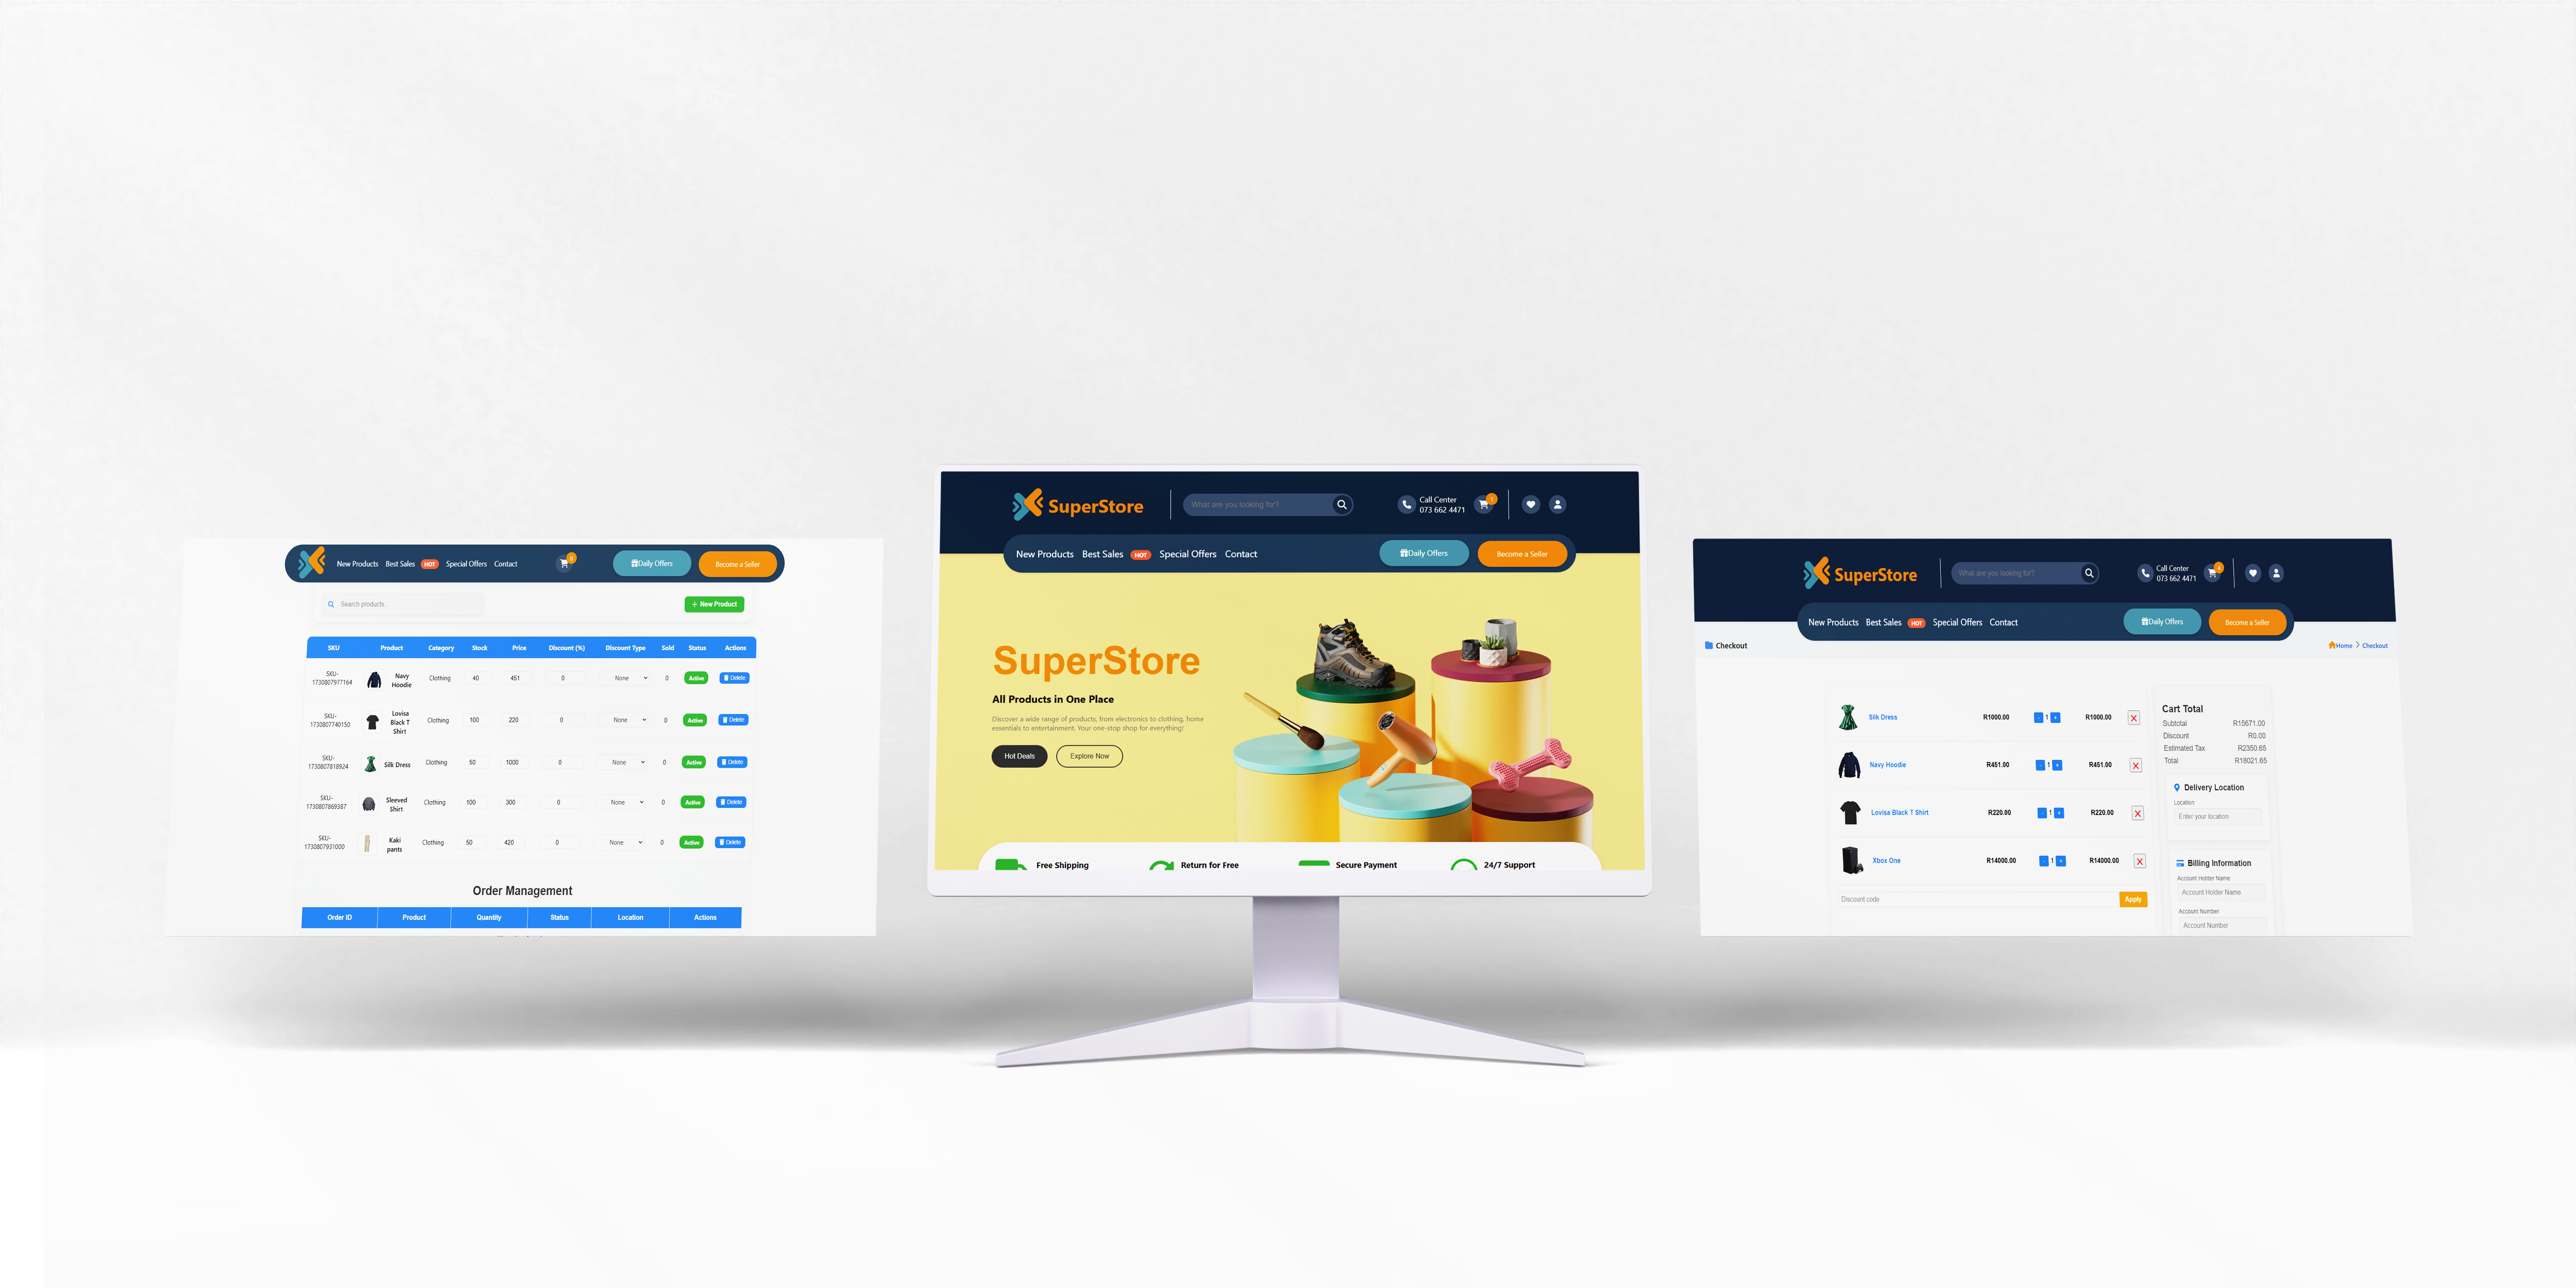 New Products Best Sales HOT Special Offers Contact 0 Daily Offers Become a Seller
Search products... + New Product
SKU Product Category Stock Price Discount (%) Discount Type Sold Status Actions
SKU-
1730807977164
Navy
Hoodie
Clothing 40 451 0 None 0 Active Delete
SKU-
1730807740150
Lovisa
Black T
Shirt
Clothing 100 220 0 None 0 Active Delete
SKU-
1730807818924
Silk Dress
Clothing 50 1000 0 None 0 Active Delete
SKU-
1730807869387
Sleeved
Shirt
Clothing 100 300 0 None 0 Active Delete
SKU-
1730807931000
Kaki
pants
Clothing 50 420 0 None 0 Active Delete
Order Management
Order ID Product Quantity Status Location Actions
SuperStore
What are you looking for?
Call Center
073 662 4471
1
New Products Best Sales HOT Special Offers Contact Daily Offers Become a Seller
SuperStore
All Products in One Place
Discover a wide range of products, from electronics to clothing, home
essentials to entertainment. Your one-stop shop for everything!
Hot Deals Explore Now
Free Shipping Return for Free Secure Payment 24/7 Support
SuperStore
What are you looking for?
Call Center
073 662 4471
4
New Products Best Sales HOT Special Offers Contact Daily Offers Become a Seller
Checkout Home > Checkout
Silk Dress R1000.00 - 1 + R1000.00 X
Navy Hoodie R451.00 - 1 + R451.00 X
Lovisa Black T Shirt R220.00 - 1 + R220.00 X
Xbox One R14000.00 - 1 + R14000.00 X
Discount code Apply
Cart Total
Subtotal R15671.00
Discount R0.00
Estimated Tax R2350.65
Total R18021.65
Delivery Location
Location
Enter your location
Billing Information
Account Holder Name
Account Holder Name
Account Number
Account Number